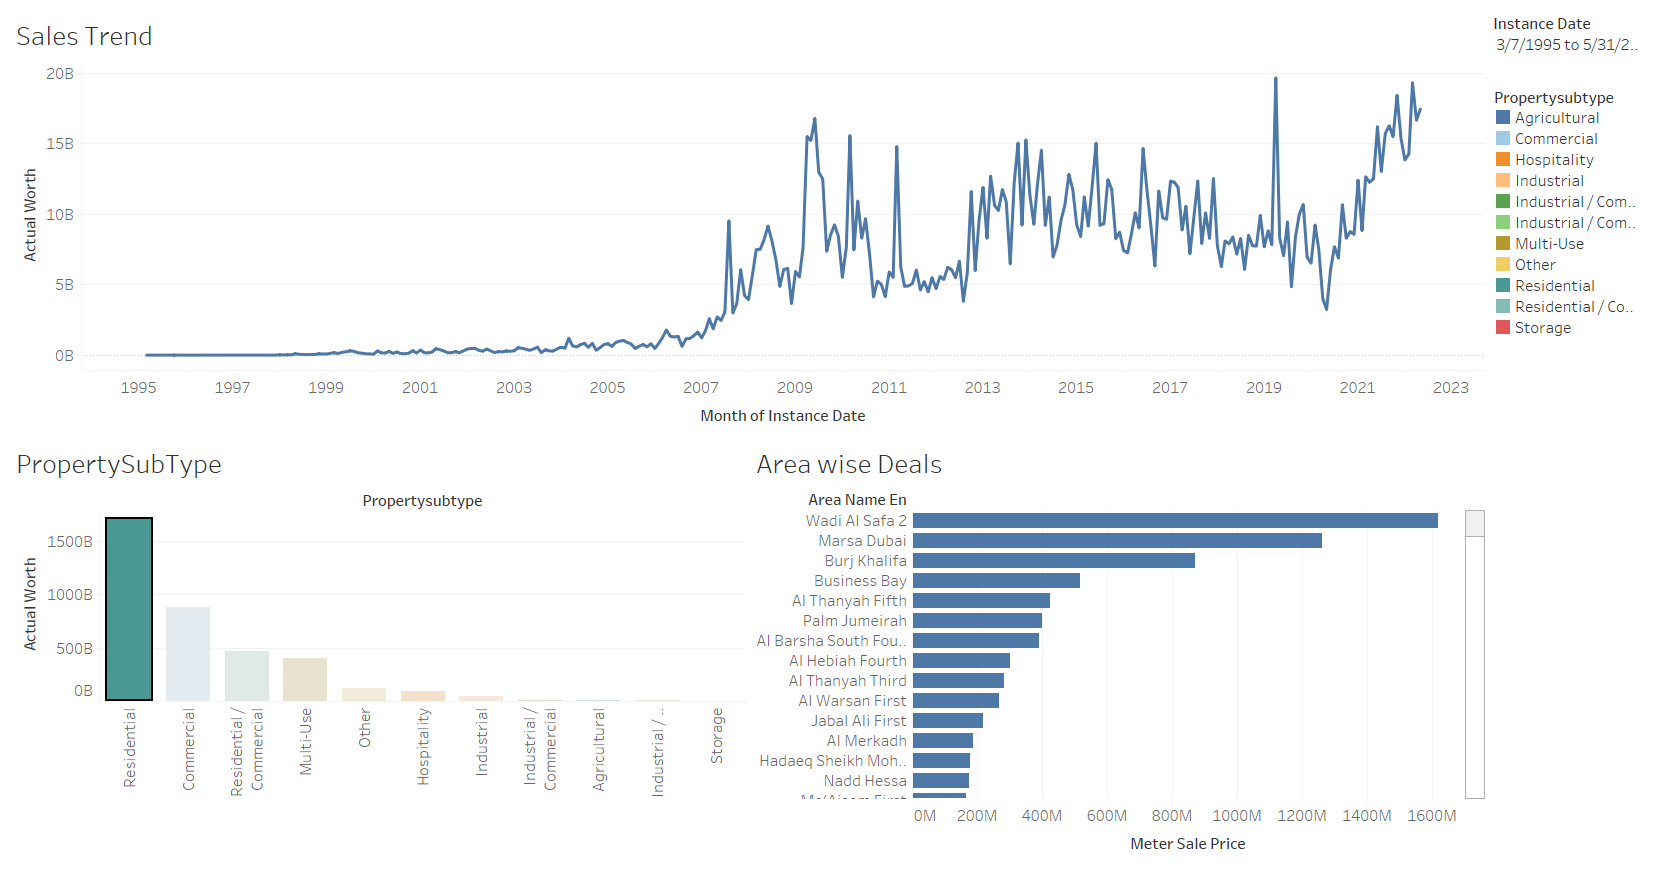 Sales Trend
Actual Worth
20B
15B
10B
5B
0B
1995 1997 1999 2001 2003 2005 2007 2009 2011 2013 2015 2017 2019 2021 2023
Month of Instance Date
Instance Date
3/7/1995 to 5/31/2..
Propertysubtype
Agricultural
Commercial
Hospitality
Industrial
Industrial / Com..
Industrial / Com..
Multi-Use
Other
Residential
Residential / Co..
Storage
PropertySubType
Propertysubtype
Actual Worth
1500B
1000B
500B
0B
Residential
Commercial
Residential /
Commercial
Multi-Use
Other
Hospitality
Industrial
Industrial /
Commercial
Agricultural
Industrial / ..
Storage
Area wise Deals
Area Name En
Wadi Al Safa 2
Marsa Dubai
Burj Khalifa
Business Bay
Al Thanyah Fifth
Palm Jumeirah
Al Barsha South Fou..
Al Hebiah Fourth
Al Thanyah Third
Al Warsan First
Jabal Ali First
Al Merkadh
Hadaeq Sheikh Moh..
Nadd Hessa
First
0M 200M 400M 600M 800M 1000M 1200M 1400M 1600M
Meter Sale Price